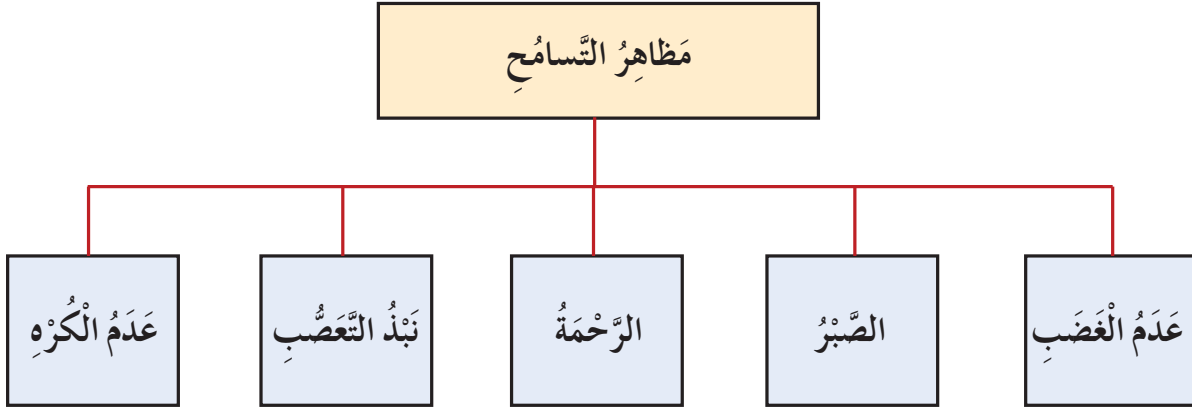 مَظاهِرُ التَّسامُحِ
عَدَمُ الْغَضَبِ
الصَّبْرُ
الرَّحْمَةُ
نَبْذُ التَّعَصُّبِ
عَدَمُ الْكُرْهِ